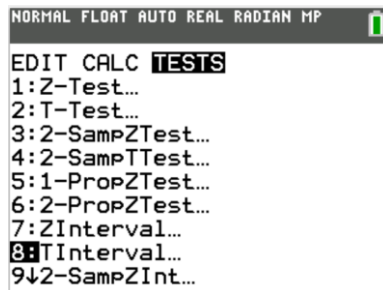 NORMAL FLOAT AUTO REAL RADIAN MP
EDIT CALC TESTS
1:Z-Test…
2:T-Test…
3:2-SampZTest…
4:2-SampTTest…
5:1-PropZTest…
6:2-PropZTest…
7:ZInterval…
8:TInterval…
9↓2-SampZInt…